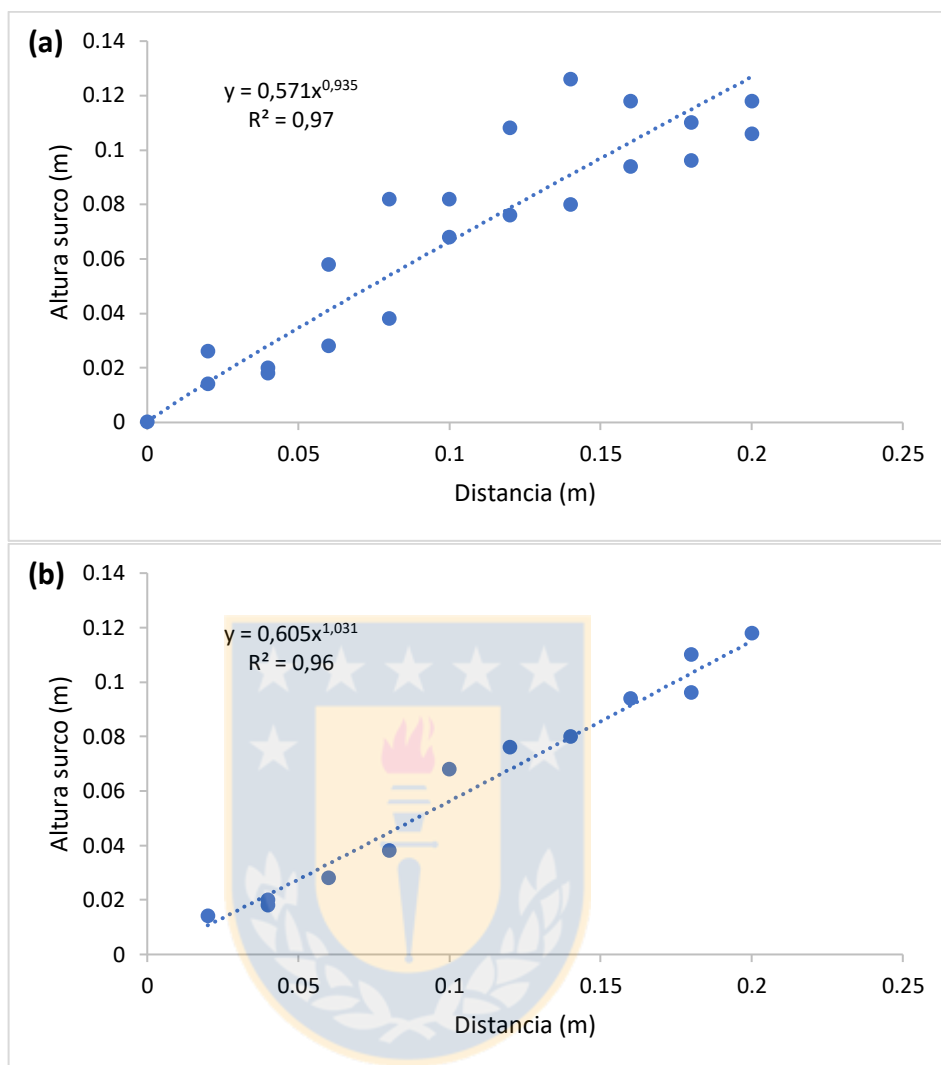 (a)
y = 0,571x^0,935
R² = 0,97
Altura surco (m)
0.14
0.12
0.1
0.08
0.06
0.04
0.02
0
0 0.05 0.1 0.15 0.2 0.25
Distancia (m)
(b)
y = 0,605x^1,031
R² = 0,96
Altura surco (m)
0.14
0.12
0.1
0.08
0.06
0.04
0.02
0
0 0.05 0.1 0.15 0.2 0.25
Distancia (m)